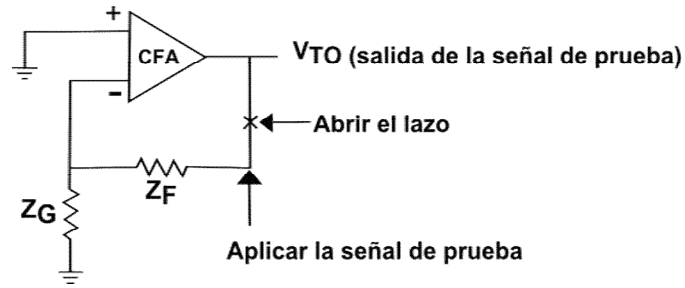 +
CFA
VTO (salida de la señal de prueba)
-
Abrir el lazo
ZF
ZG
Aplicar la señal de prueba